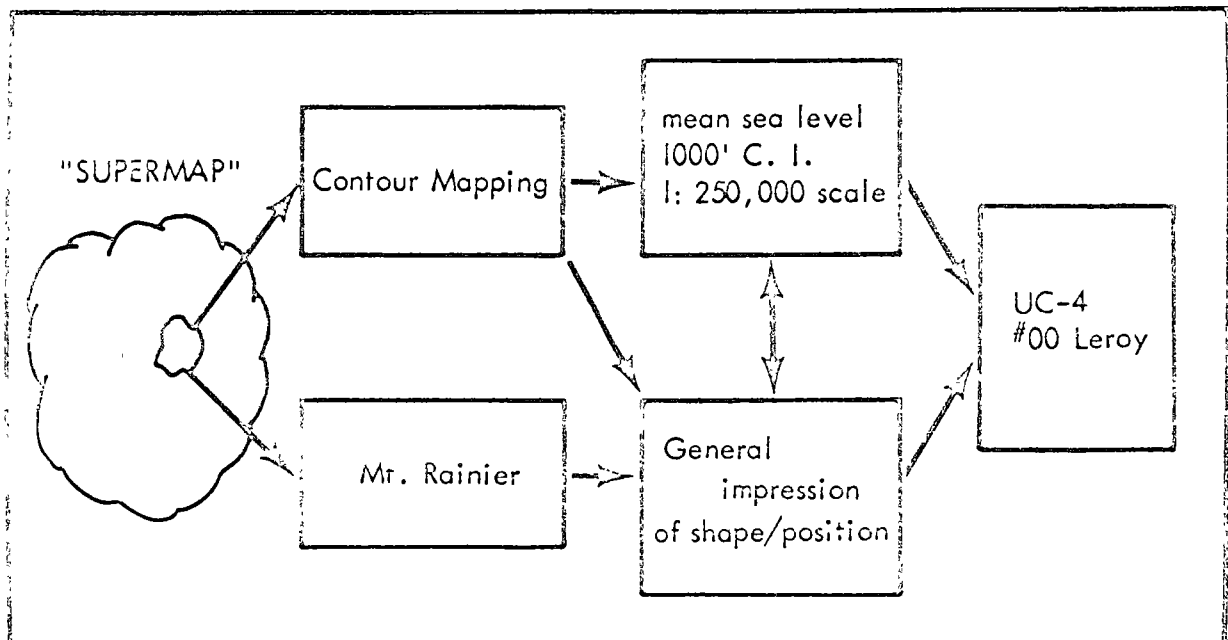 "SUPERMAP"
Contour Mapping
mean sea level
1000' C. I.
1: 250,000 scale
UC-4
#00 Leroy
Mt. Rainier
General
impression
of shape/position